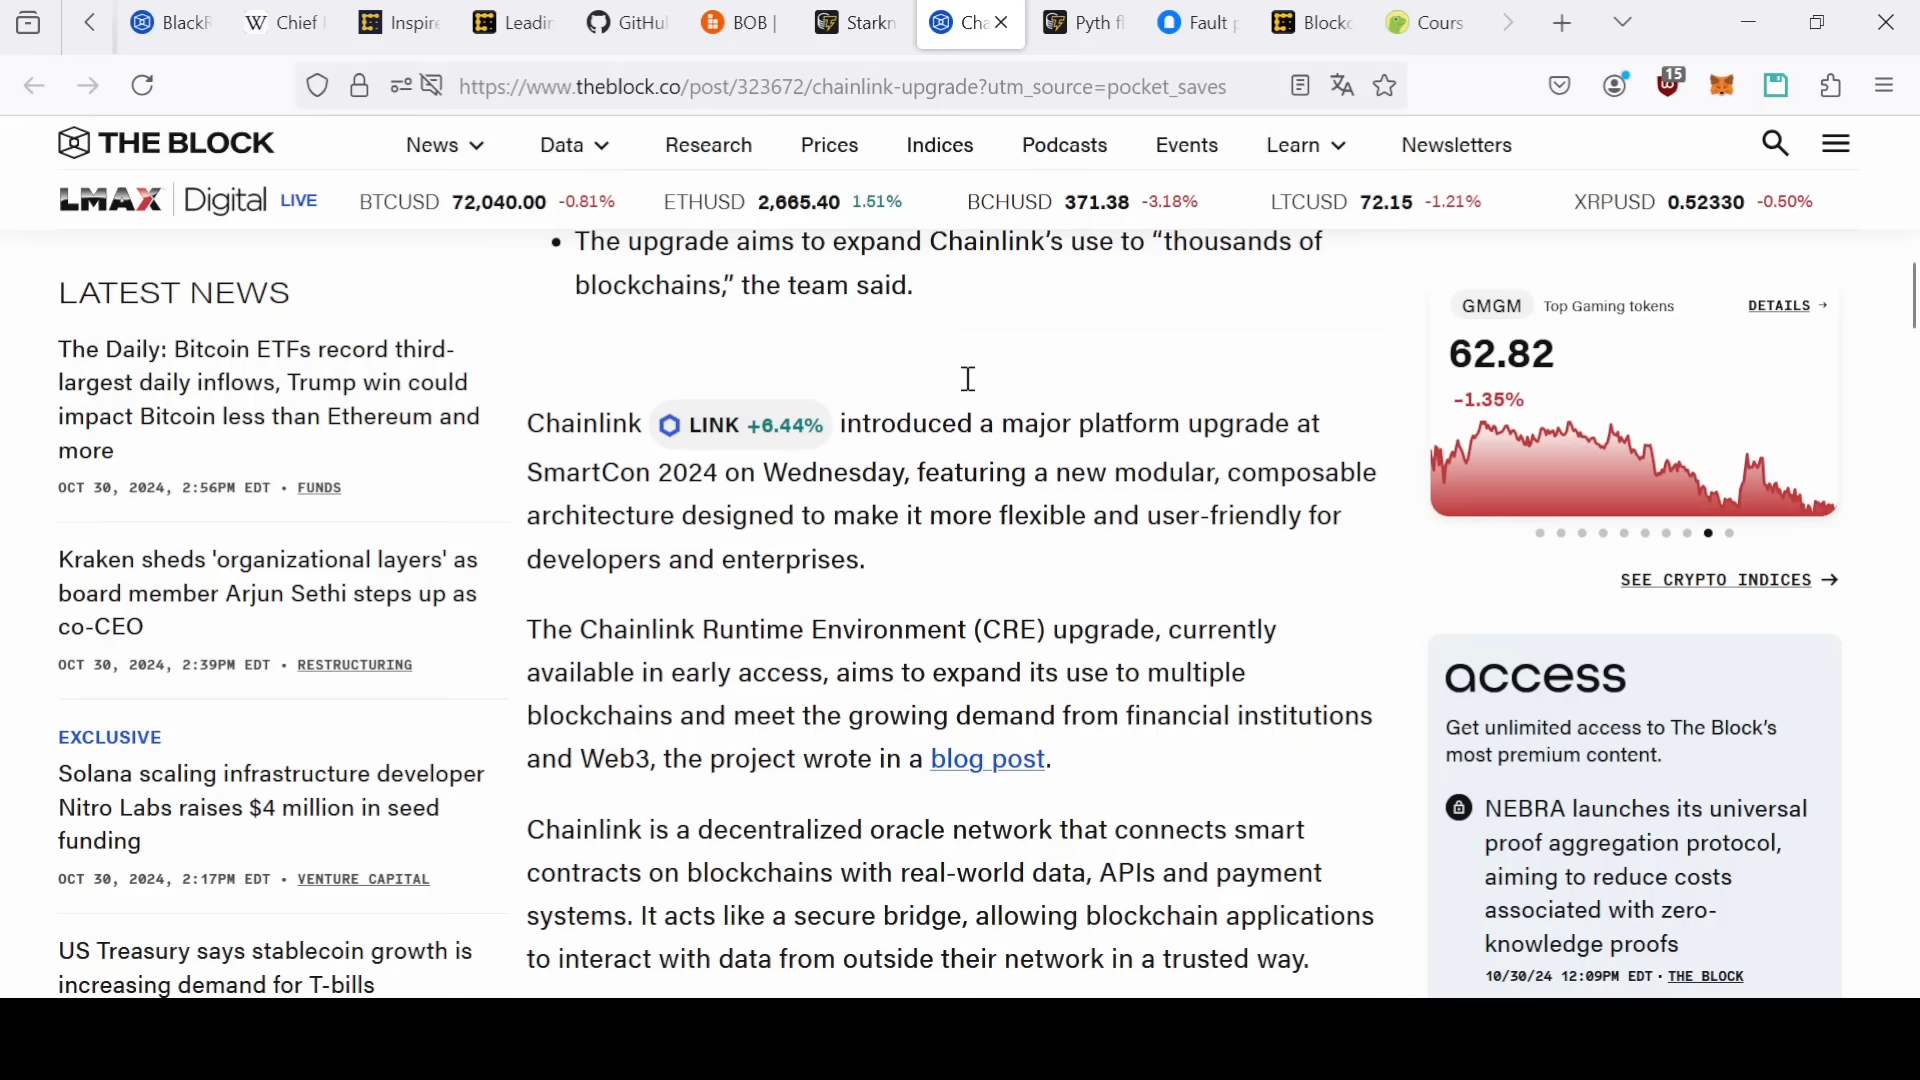 BlackR
Chief
Inspire
Leadin
GitHu
BOB |
Starkn
Cha
Pyth f
Fault p
Blocke
Cours
https://www.theblock.co/post/323672/chainlink-upgrade?utm_source=pocket_saves
15
THE BLOCK
News
Data
Research
Prices
Indices
Podcasts
Events
Learn
Newsletters
LMAX Digital LIVE
BTCUSD 72,040.00 -0.81%
ETHUSD 2,665.40 1.51%
BCHUSD 371.38 -3.18%
LTCUSD 72.15 -1.21%
XRPUSD 0.52330 -0.50%
LATEST NEWS
The Daily: Bitcoin ETFs record third-
largest daily inflows, Trump win could
impact Bitcoin less than Ethereum and
more
OCT 30, 2024, 2:56PM EDT • FUNDS
Kraken sheds 'organizational layers' as
board member Arjun Sethi steps up as
co-CEO
OCT 30, 2024, 2:39PM EDT • RESTRUCTURING
EXCLUSIVE
Solana scaling infrastructure developer
Nitro Labs raises $4 million in seed
funding
OCT 30, 2024, 2:17PM EDT • VENTURE CAPITAL
US Treasury says stablecoin growth is
increasing demand for T-bills
• The upgrade aims to expand Chainlink’s use to “thousands of
blockchains,” the team said.
Chainlink LINK +6.44% introduced a major platform upgrade at
SmartCon 2024 on Wednesday, featuring a new modular, composable
architecture designed to make it more flexible and user-friendly for
developers and enterprises.
The Chainlink Runtime Environment (CRE) upgrade, currently
available in early access, aims to expand its use to multiple
blockchains and meet the growing demand from financial institutions
and Web3, the project wrote in a blog post.
Chainlink is a decentralized oracle network that connects smart
contracts on blockchains with real-world data, APIs and payment
systems. It acts like a secure bridge, allowing blockchain applications
to interact with data from outside their network in a trusted way.
GMGM Top Gaming tokens DETAILS →
62.82
-1.35%
SEE CRYPTO INDICES →
access
Get unlimited access to The Block’s
most premium content.
NEBRA launches its universal
proof aggregation protocol,
aiming to reduce costs
associated with zero-
knowledge proofs
10/30/24 12:09PM EDT • THE BLOCK